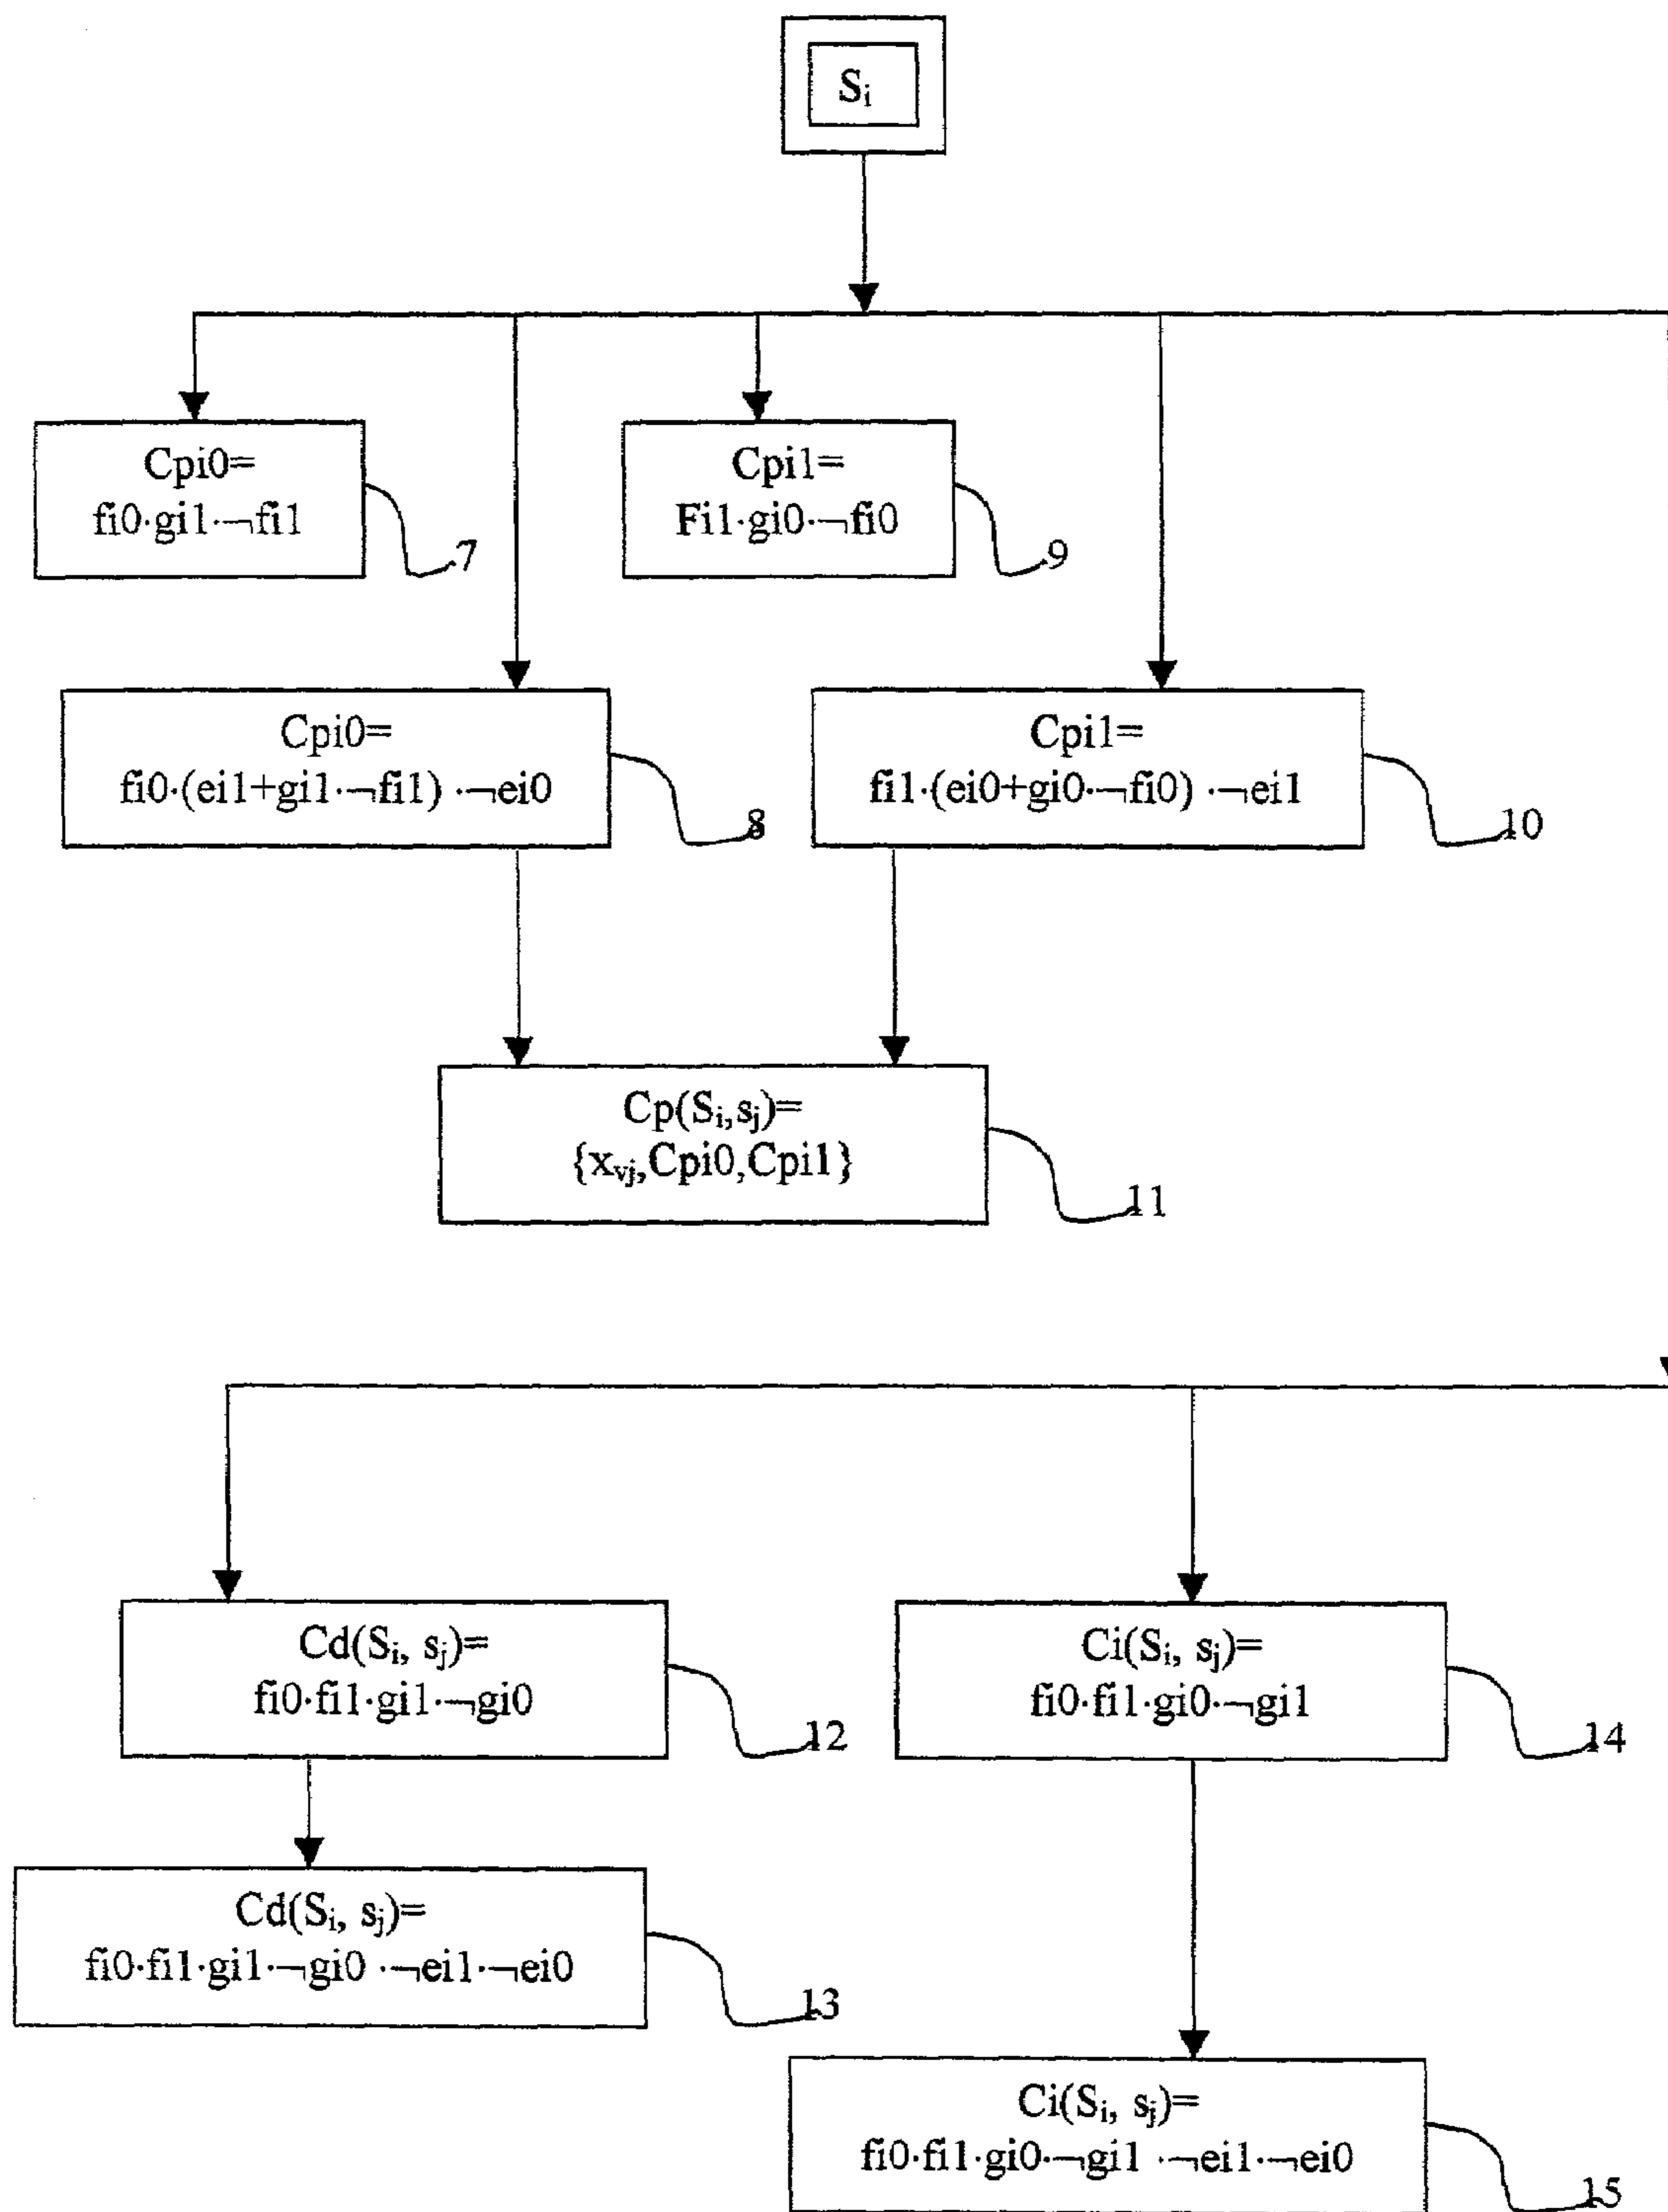 Si
Cpi0=
fi0·gi1·¬fi1
7
Cpi1=
Fi1·gi0·¬fi0
9
Cpi0=
fi0·(ei1+gi1·¬fi1) ·¬ei0
8
Cpi1=
fi1·(ei0+gi0·¬fi0) ·¬ei1
10
Cp(Si,sj)=
{xvj,Cpi0,Cpi1}
11
Cd(Si, sj)=
fi0·fi1·gi1·¬gi0
12
Ci(Si, sj)=
fi0·fi1·gi0·¬gi1
14
Cd(Si, sj)=
fi0·fi1·gi1·¬gi0 ·¬ei1·¬ei0
13
Ci(Si, sj)=
fi0·fi1·gi0·¬gi1 ·¬ei1·¬ei0
15